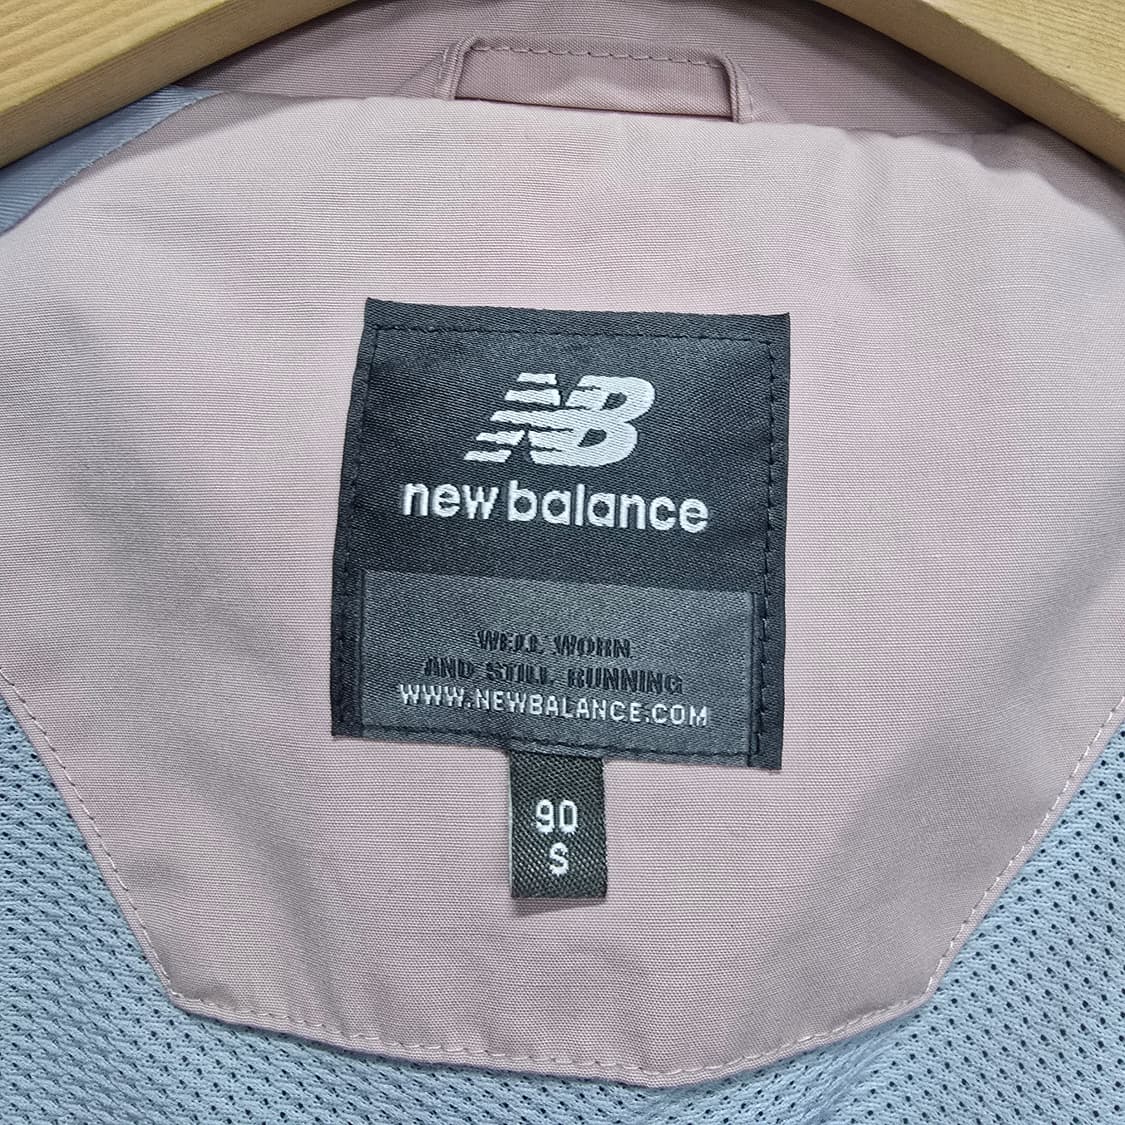 NB
new balance
WELL WORN
AND STILL RUNNING
WWW.NEWBALANCE.COM
90
S